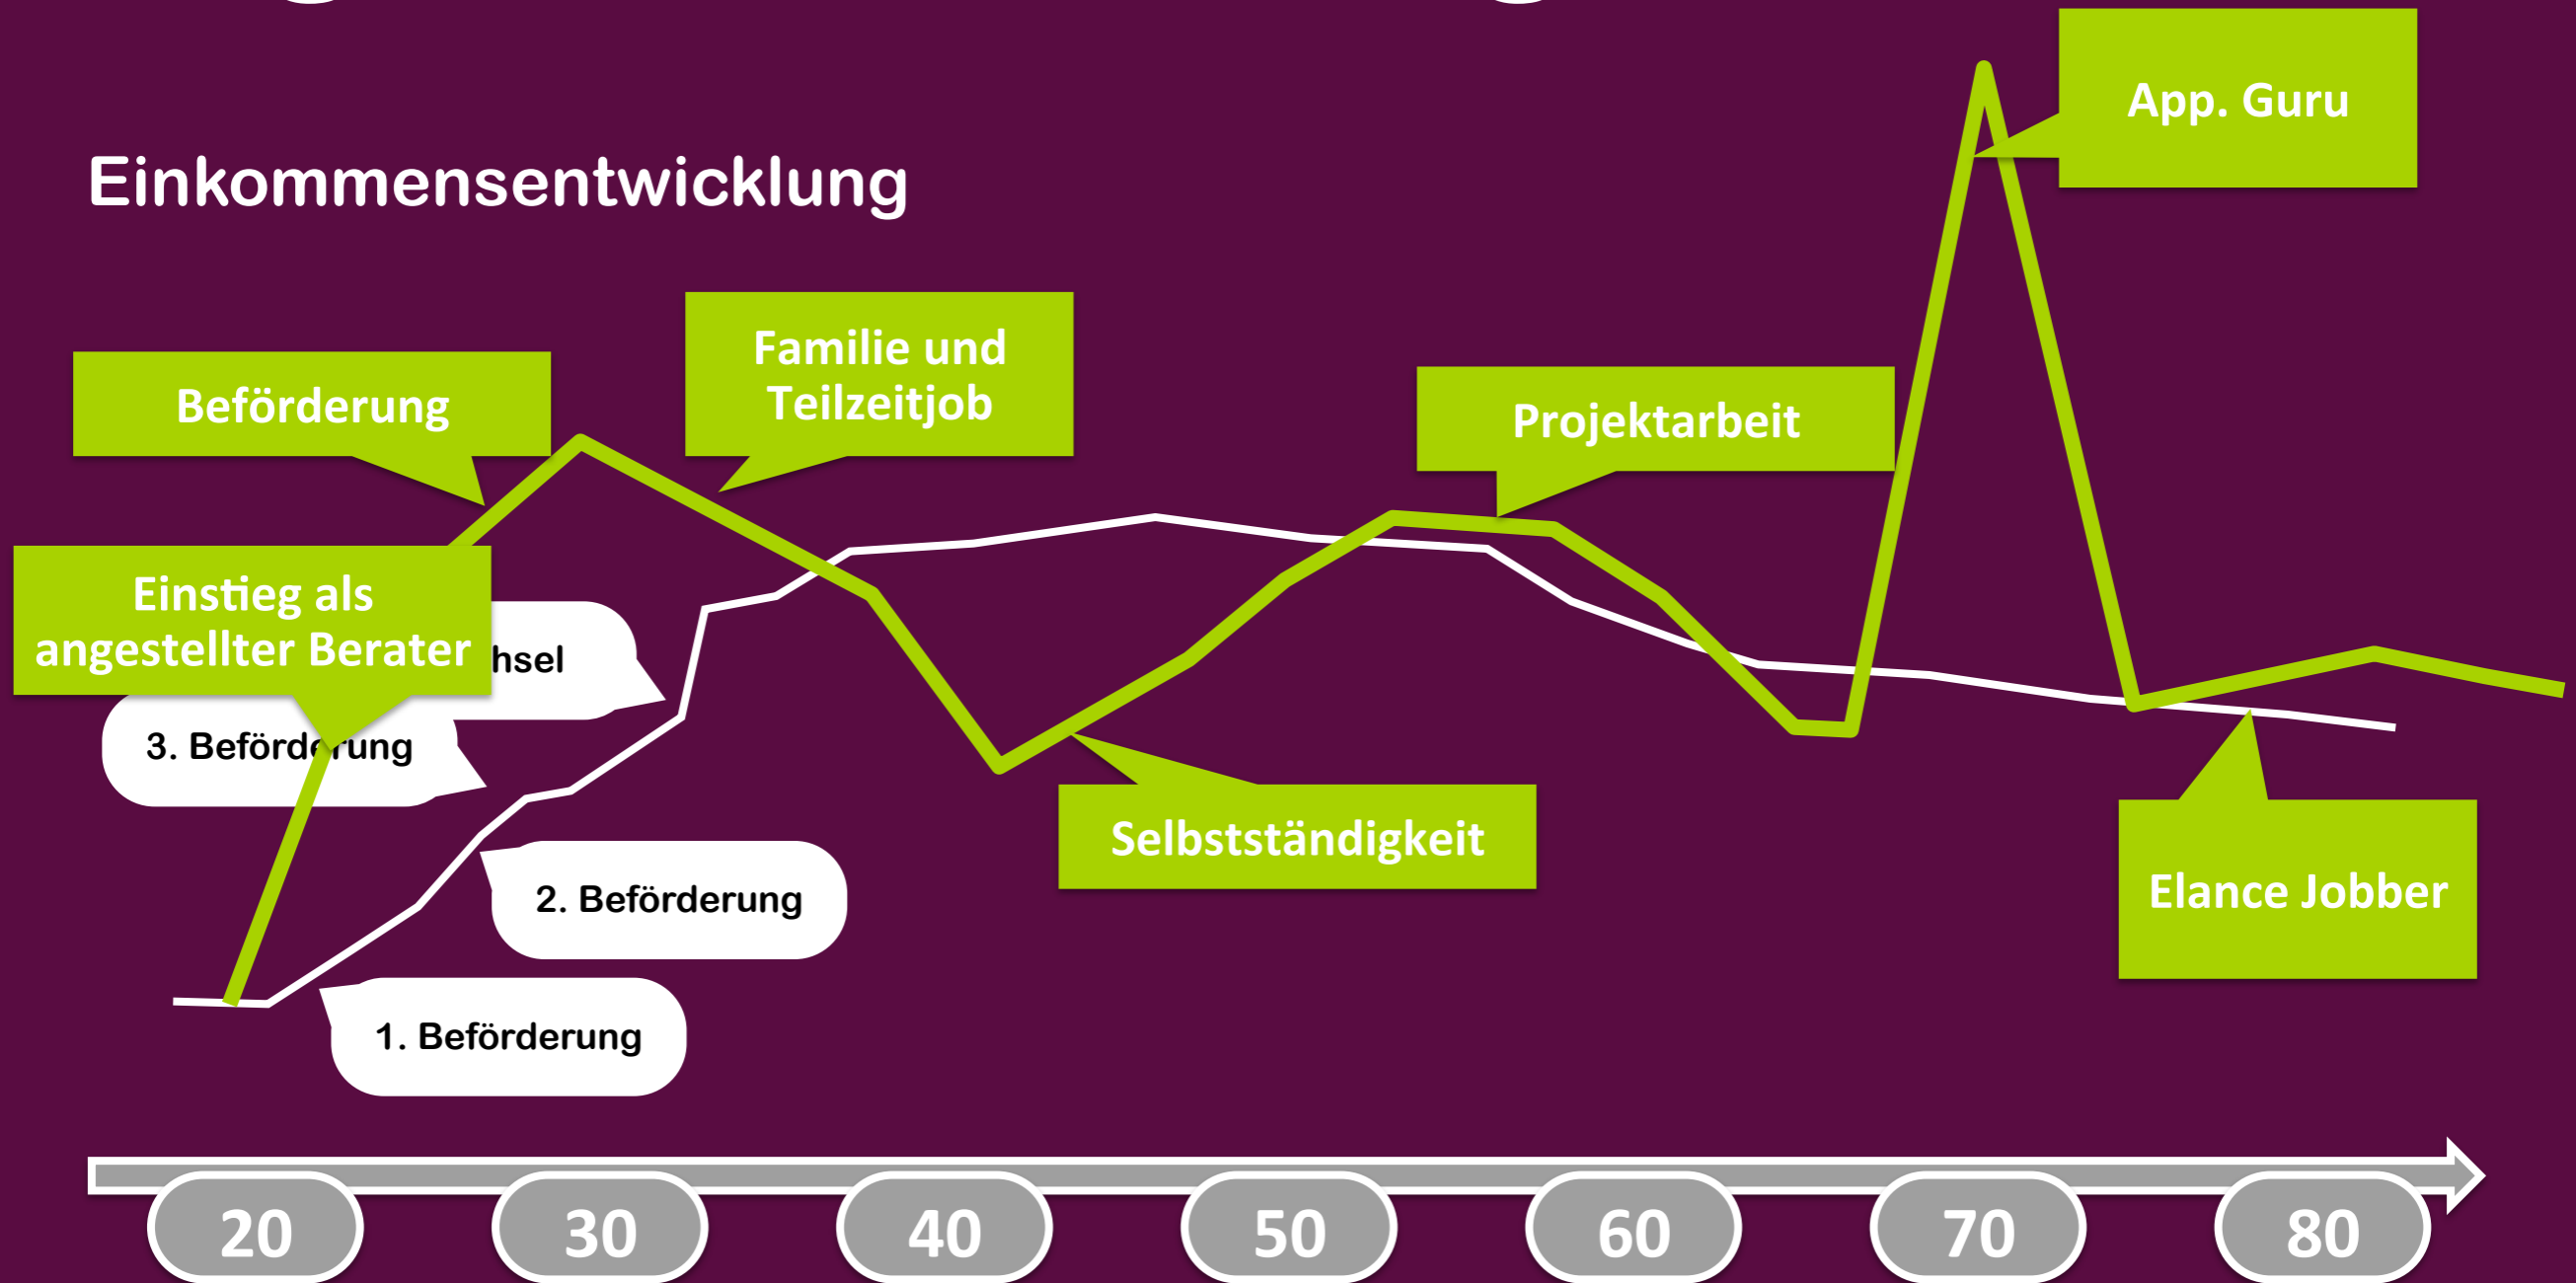 Einkommensentwicklung
App. Guru
Familie und
Teilzeitjob
Beförderung
Projektarbeit
Einstieg als
angestellter Berater
hsel
3. Beförderung
Selbstständigkeit
2. Beförderung
Elance Jobber
1. Beförderung
20 30 40 50 60 70 80